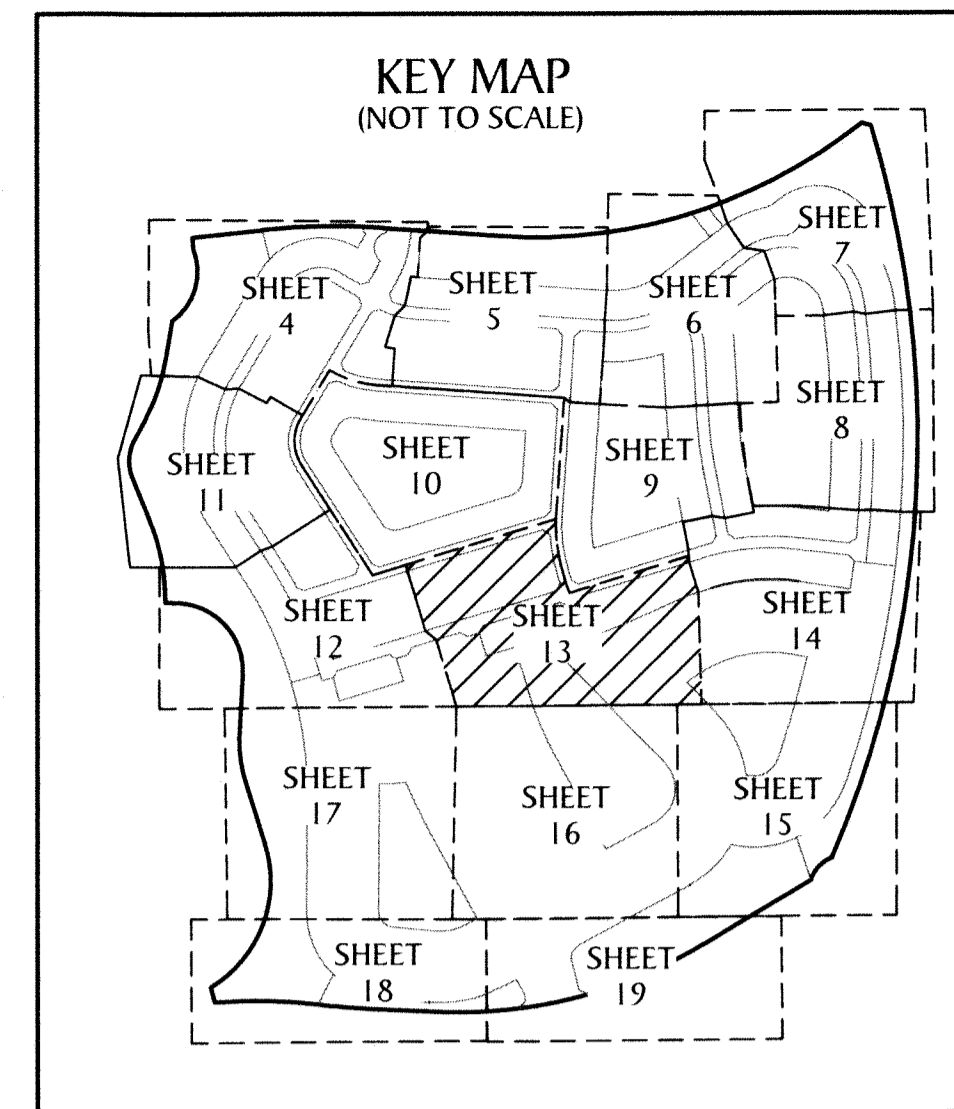 KEY MAP
(NOT TO SCALE)
SHEET
7
SHEET
4
SHEET
5
SHEET
6
SHEET
8
SHEET
11
SHEET
10
SHEET
9
SHEET
12
SHEET
13
SHEET
14
SHEET
17
SHEET
16
SHEET
15
SHEET
18
SHEET
19